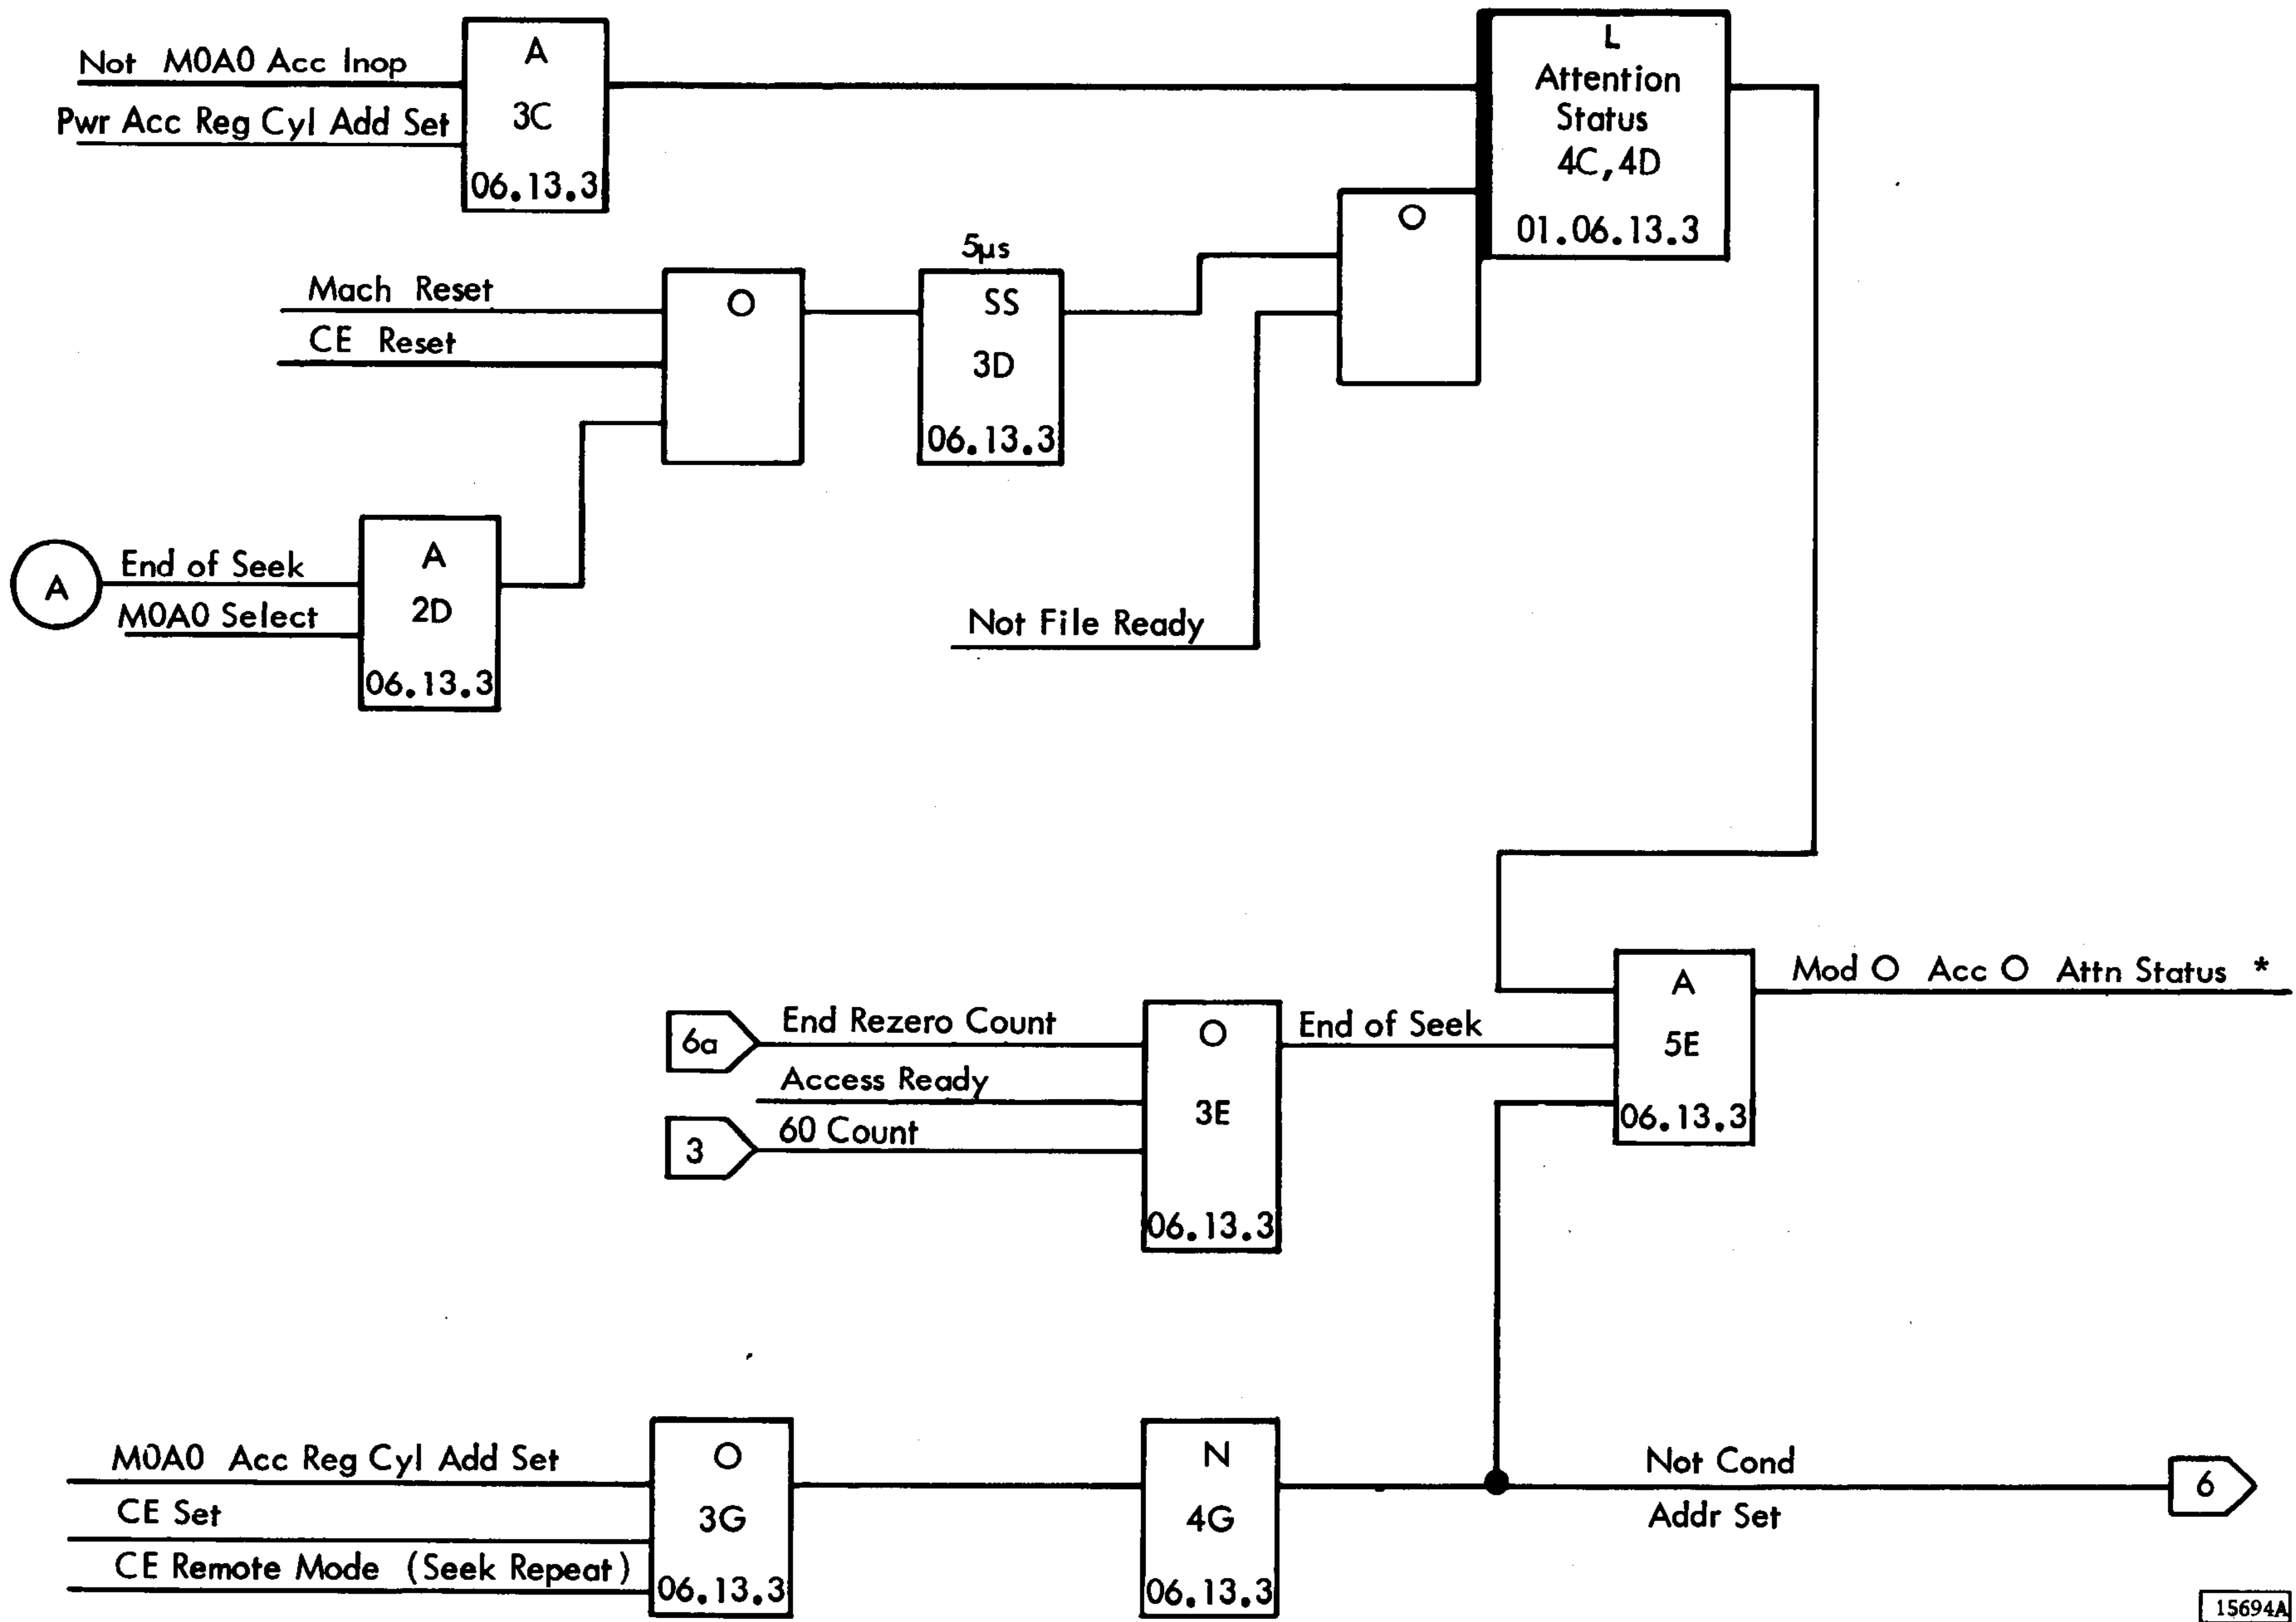 Not M0A0 Acc Inop
Pwr Acc Reg Cyl Add Set
A
3C
06.13.3
L
Attention
Status
4C, 4D
01.06.13.3
Mach Reset
CE Reset
O
5μs
SS
3D
06.13.3
O
A
End of Seek
M0A0 Select
A
2D
06.13.3
Not File Ready
6a
End Rezero Count
Access Ready
3
60 Count
O
3E
06.13.3
End of Seek
A
5E
06.13.3
Mod O Acc O Attn Status *
M0A0 Acc Reg Cyl Add Set
CE Set
CE Remote Mode (Seek Repeat)
O
3G
06.13.3
N
4G
06.13.3
Not Cond
Addr Set
6
15694A